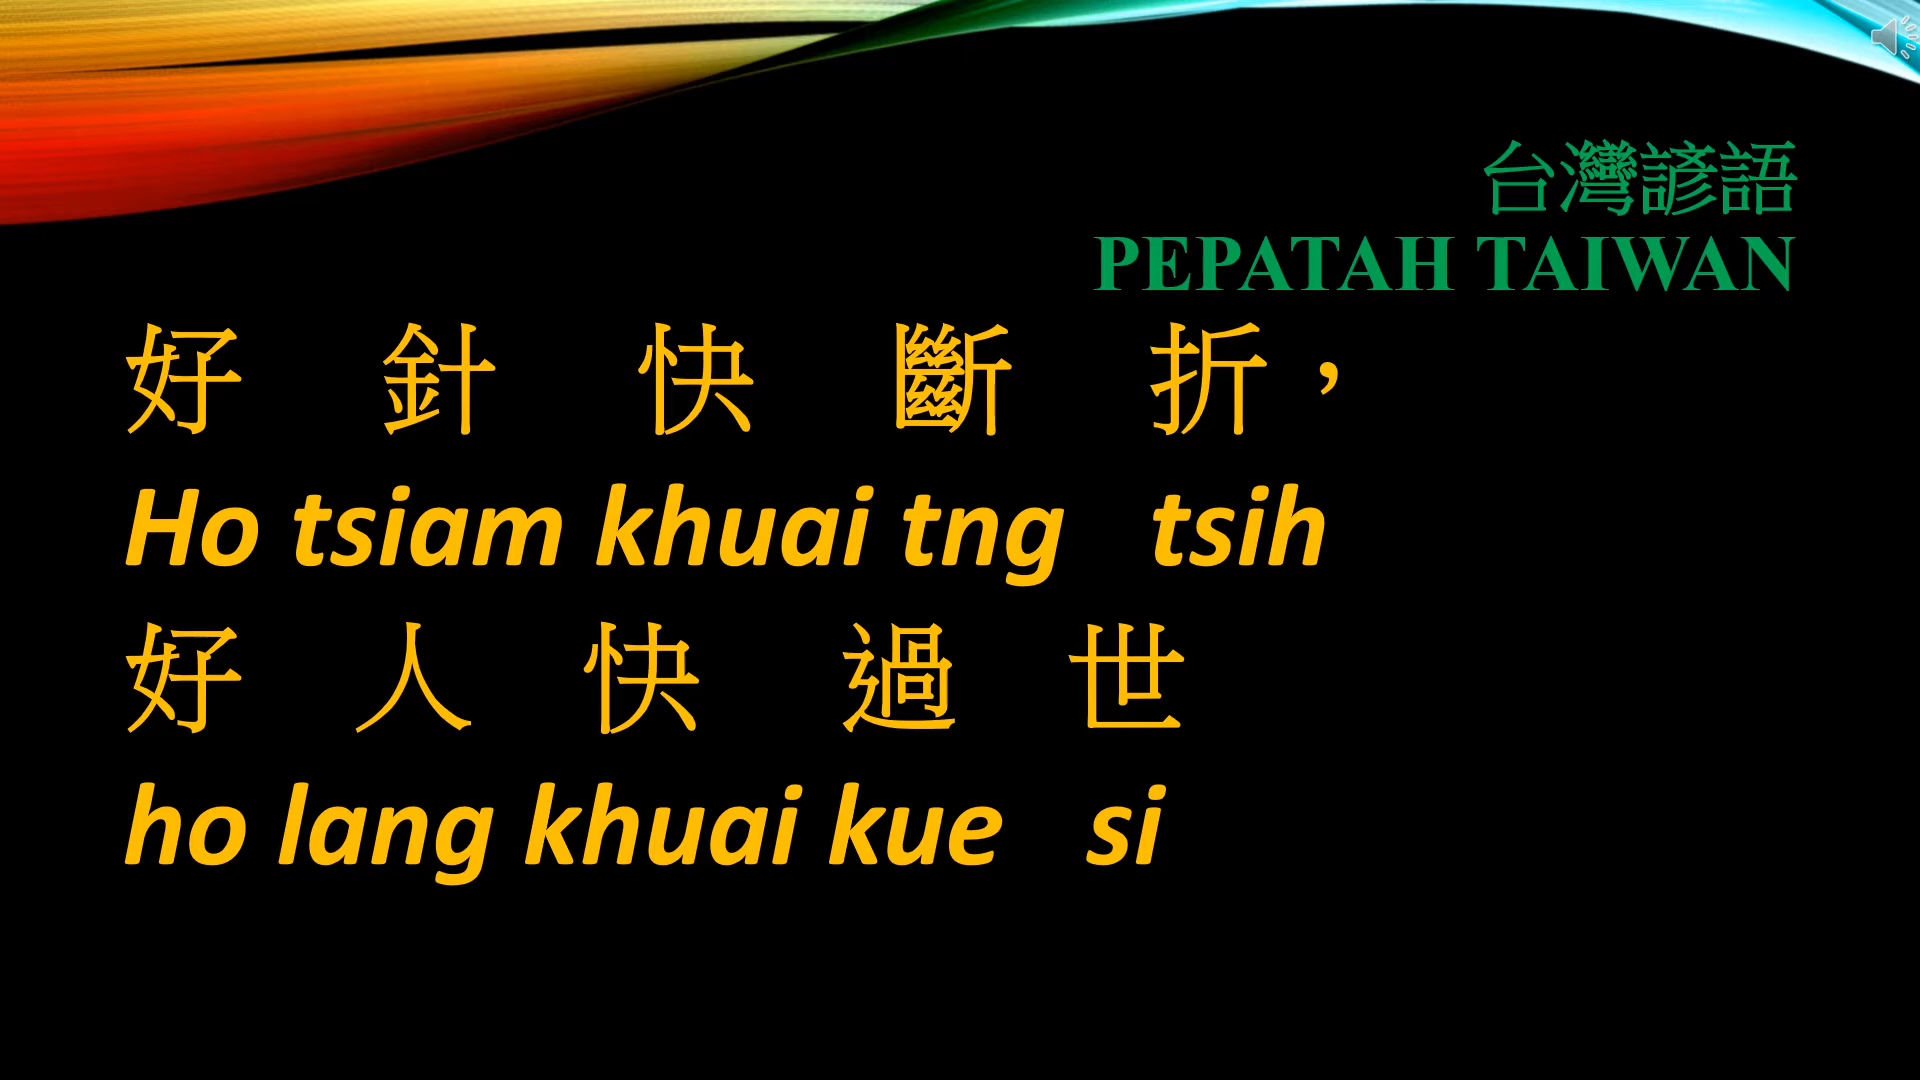 台灣諺語
PEPATAH TAIWAN
好 針 快 斷 折，
Ho tsiam khuai tng tsih
好 人 快 過 世
ho lang khuai kue si